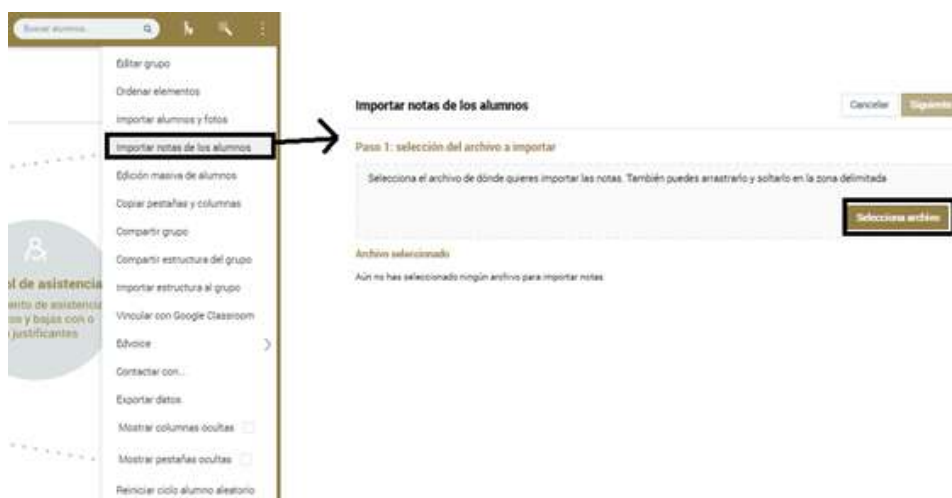 Buscar alumnos...
Editar grupo
Ordenar elementos
Importar alumnos y fotos
Importar notas de los alumnos
Edición masiva de alumnos
Copiar pestañas y columnas
Compartir grupo
Compartir estructura del grupo
Importar estructura al grupo
Vincular con Google Classroom
Edvoice
Contactar con...
Exportar datos
Mostrar columnas ocultas
Mostrar pestañas ocultas
Reiniciar ciclo alumno aleatorio
l de asistencia
ento de asistencia
os y bajas con o
justificantes
Importar notas de los alumnos
Cancelar
Siguiente
Paso 1: selección del archivo a importar
Selecciona el archivo de dónde quieres importar las notas. También puedes arrastrarlo y soltarlo en la zona delimitada
Selecciona archivo
Archivo seleccionado
Aún no has seleccionado ningún archivo para importar notas